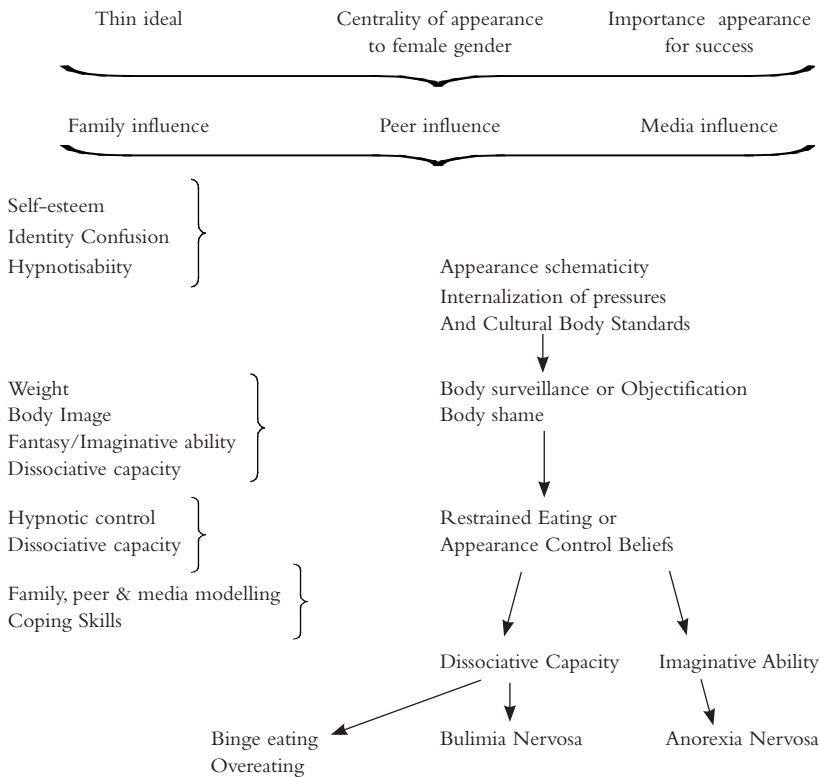 Thin ideal
Centrality of appearance
to female gender
Importance appearance
for success
Family influence
Peer influence
Media influence
Self-esteem
Identity Confusion
Hypnotisabiity
Appearance schematicity
Internalization of pressures
And Cultural Body Standards
Weight
Body Image
Fantasy/Imaginative ability
Dissociative capacity
Body surveillance or Objectification
Body shame
Hypnotic control
Dissociative capacity
Restrained Eating or
Appearance Control Beliefs
Family, peer & media modelling
Coping Skills
Dissociative Capacity
Imaginative Ability
Binge eating
Overeating
Bulimia Nervosa
Anorexia Nervosa